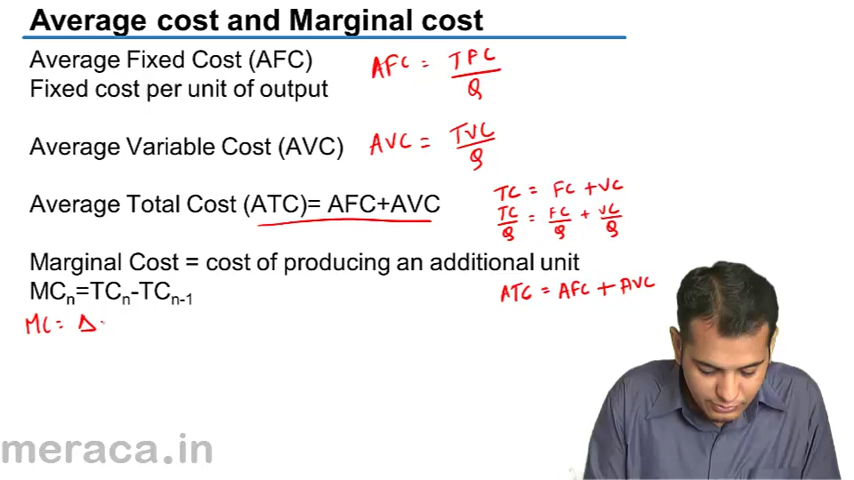 Average cost and Marginal cost
Average Fixed Cost (AFC)
Fixed cost per unit of output
AFC = TFC/Q
Average Variable Cost (AVC)
AVC = TVC/Q
Average Total Cost (ATC)= AFC+AVC
TC = FC + VC
TC/Q = FC/Q + VC/Q
Marginal Cost = cost of producing an additional unit
MCn=TCn-TCn-1
ATC = AFC + AVC
MC = Δ
meraca.in